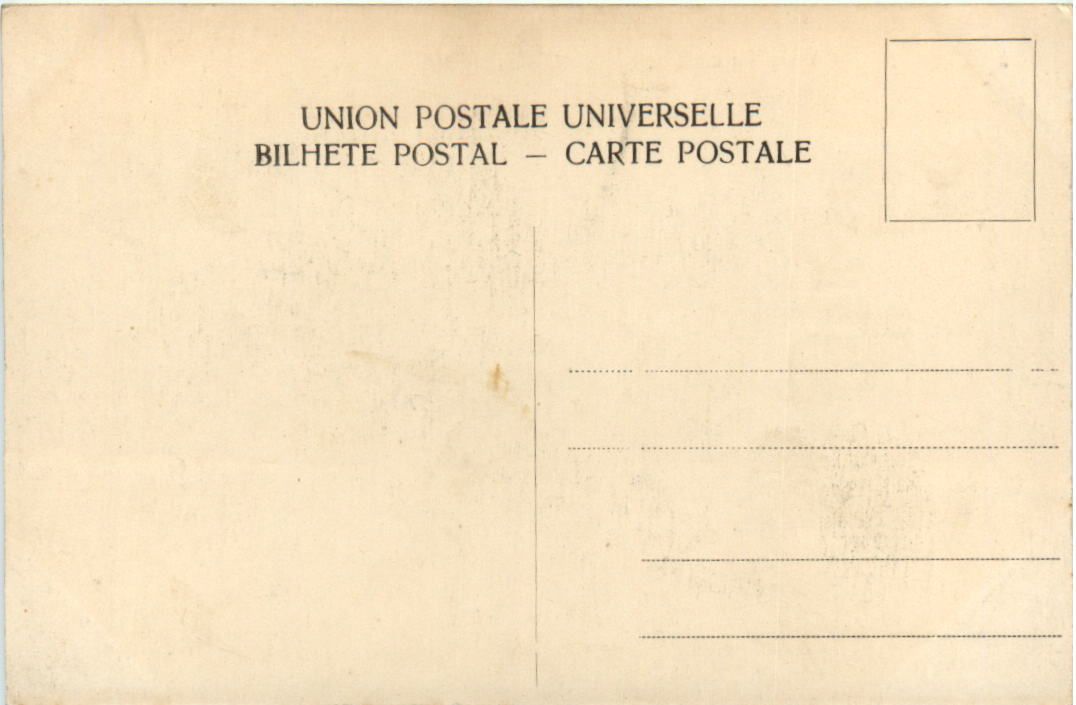 UNION POSTALE UNIVERSELLE
BILHETE POSTAL — CARTE POSTALE